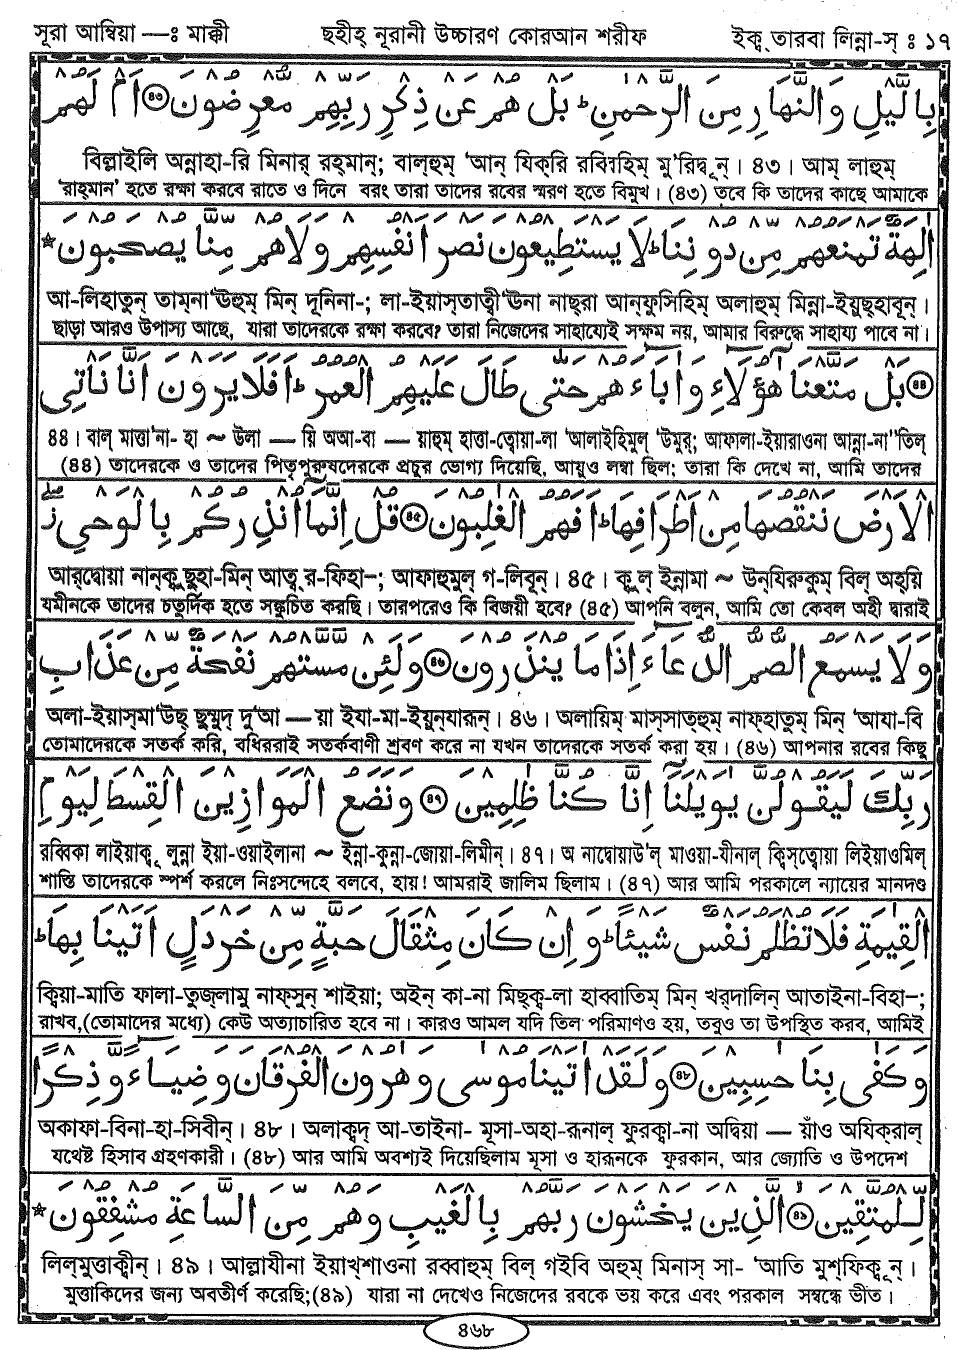 সূরা আম্বিয়া —ঃ মাক্কী ছহীহ্ নূরানী উচ্চারণ কোরআন শরীফ ইক্ব্ তারবা লিন্না-স্ ঃ ১৭
بِالَّيْلِ وَالنَّهَارِ مِنَ الرَّحْمٰنِ ؕ بَلْ هُمْ عَنْ ذِكْرِ رَبِّهِمْ مُّعْرِضُوْنَ ۝۴۳ اَمْ لَهُمْ
বিল্লাইলি অন্নাহা-রি মিনার্ রহ্মান্; বাল্হুম্ ‘আন্ যিক্রি রব্বিহিম্ মু’রিদ্বূন্। ৪৩। আম্ লাহুম্
‘রাহ্মান’ হতে রক্ষা করবে রাতে ও দিনে বরং তারা তাদের রবের স্মরণ হতে বিমুখ। (৪৩) তবে কি তাদের কাছে আমাকে
اٰلِهَةٌ تَمْنَعُهُمْ مِّنْ دُوْنِنَا ؕ لَا يَسْتَطِيْعُوْنَ نَصْرَ اَنْفُسِهِمْ وَلَا هُمْ مِّنَّا يُصْحَبُوْنَ *
আ-লিহাতুন্ তাম্না‘ঊহুম্ মিন্ দূনিনা-; লা-ইয়াস্তাত্বী‘ঊনা নাছ্রা আন্ফুসিহিম্ অলাহুম্ মিন্না-ইয়ুছ্হাবূন্।
ছাড়া আরও উপাস্য আছে, যারা তাদেরকে রক্ষা করবে? তারা নিজেদের সাহায্যেই সক্ষম নয়, আমার বিরুদ্ধে সাহায্য পাবে না।
۝۴۴ بَلْ مَتَّعْنَا هٰٓؤُلَآءِ وَاٰبَآءَهُمْ حَتّٰى طَالَ عَلَيْهِمُ الْعُمُرُ ؕ اَفَلَا يَرَوْنَ اَنَّا نَاْتِى
৪৪। বাল্ মাত্তা‘না- হা ~ উলা — য়ি অআ-বা — য়াহুম্ হাত্তা-ত্বোয়া-লা ‘আলাইহিমুল্ ‘উমুর্; আফালা-ইয়ারাওনা আন্না-না’’তিল্
(৪৪) তাদেরকে ও তাদের পিতৃপুরুষদেরকে প্রচুর ভোগ্য দিয়েছি, আয়ুও লম্বা ছিল; তারা কি দেখে না, আমি তাদের
الْاَرْضَ نَنْقُصُهَا مِنْ اَطْرَافِهَا ؕ اَفَهُمُ الْغٰلِبُوْنَ ۝۴۵ قُلْ اِنَّمَآ اُنْذِرُكُمْ بِالْوَحْىِ ز
আর্দ্বোয়া নান্কুছুহা-মিন্ আত্ব্ র-ফিহা-; আফাহুমুল্ গ-লিবূন্। ৪৫। ক্বুল্ ইন্নামা ~ উন্যিরুকুম্ বিল্ অহ্য়ি
যমীনকে তাদের চতুর্দিক হতে সঙ্কুচিত করছি। তারপরেও কি বিজয়ী হবে? (৪৫) আপনি বলুন, আমি তো কেবল অহী দ্বারাই
وَلَا يَسْمَعُ الصُّمُّ الدُّعَآءَ اِذَا مَا يُنْذَرُوْنَ ۝۴۶ وَلَئِنْ مَّسَّتْهُمْ نَفْحَةٌ مِّنْ عَذَابِ
অলা-ইয়াস্মা‘উছ্ ছুম্মুদ্ দু‘আ — য়া ইযা-মা-ইয়ুন্যারূন্। ৪৬। অলায়িম্ মাস্সাত্হুম্ নাফ্হাতুম্ মিন্ ‘আযা-বি
তোমাদেরকে সতর্ক করি, বধিররাই সতর্কবাণী শ্রবণ করে না যখন তাদেরকে সতর্ক করা হয়। (৪৬) আপনার রবের কিছু
رَبِّكَ لَيَقُوْلُنَّ يٰوَيْلَنَآ اِنَّا كُنَّا ظٰلِمِيْنَ ۝۴۷ وَنَضَعُ الْمَوَازِيْنَ الْقِسْطَ لِيَوْمِ
রব্বিকা লাইয়াক্বূ লুন্না ইয়া-ওয়াইলানা ~ ইন্না-কুন্না-জোয়া-লিমীন্। ৪৭। অ নাদ্বোয়াউ’ল্ মাওয়া-যীনাল্ ক্বিস্ত্বোয়া লিইয়াওমিল্
শাস্তি তাদেরকে স্পর্শ করলে নিঃসন্দেহে বলবে, হায়! আমরাই জালিম ছিলাম। (৪৭) আর আমি পরকালে ন্যায়ের মানদণ্ড
الْقِيٰمَةِ فَلَا تُظْلَمُ نَفْسٌ شَيْئًا ؕ وَاِنْ كَانَ مِثْقَالَ حَبَّةٍ مِّنْ خَرْدَلٍ اَتَيْنَا بِهَا ؕ
ক্বিয়া-মাতি ফালা-তুজ্লামু নাফ্সুন্ শাইয়া; অইন্ কা-না মিছ্ক্ব-লা হাব্বাতিম্ মিন্ খর্দালিন্ আতাইনা-বিহা-;
রাখব,(তোমাদের মধ্যে) কেউ অত্যাচারিত হবে না। কারও আমল যদি তিল পরিমাণও হয়, তবুও তা উপস্থিত করব, আমিই
وَكَفٰى بِنَا حٰسِبِيْنَ ۝۴۸ وَلَقَدْ اٰتَيْنَا مُوْسٰى وَهٰرُوْنَ الْفُرْقَانَ وَضِيَآءً وَّذِكْرًا
অকাফা-বিনা-হা-সিবীন্। ৪৮। অলাক্বদ্ আ-তাইনা- মূসা-অহা-রূনাল্ ফুরক্বা-না অদ্বিয়া — য়াঁও অযিক্রাল্
যথেষ্ট হিসাব গ্রহণকারী। (৪৮) আর আমি অবশ্যই দিয়েছিলাম মূসা ও হারূনকে ফুরকান, আর জ্যোতি ও উপদেশ
لِّلْمُتَّقِيْنَ ۝۴۹ الَّذِيْنَ يَخْشَوْنَ رَبَّهُمْ بِالْغَيْبِ وَهُمْ مِّنَ السَّاعَةِ مُشْفِقُوْنَ *
লিল্মুত্তাক্বীন্। ৪৯। আল্লাযীনা ইয়াখ্শাওনা রব্বাহুম্ বিল্ গইবি অহুম্ মিনাস্ সা- ‘আতি মুশ্ফিক্বূন্।
মুত্তাকিদের জন্য অবতীর্ণ করেছি;(৪৯) যারা না দেখেও নিজেদের রবকে ভয় করে এবং পরকাল সম্বন্ধে ভীত।
৪৬৮